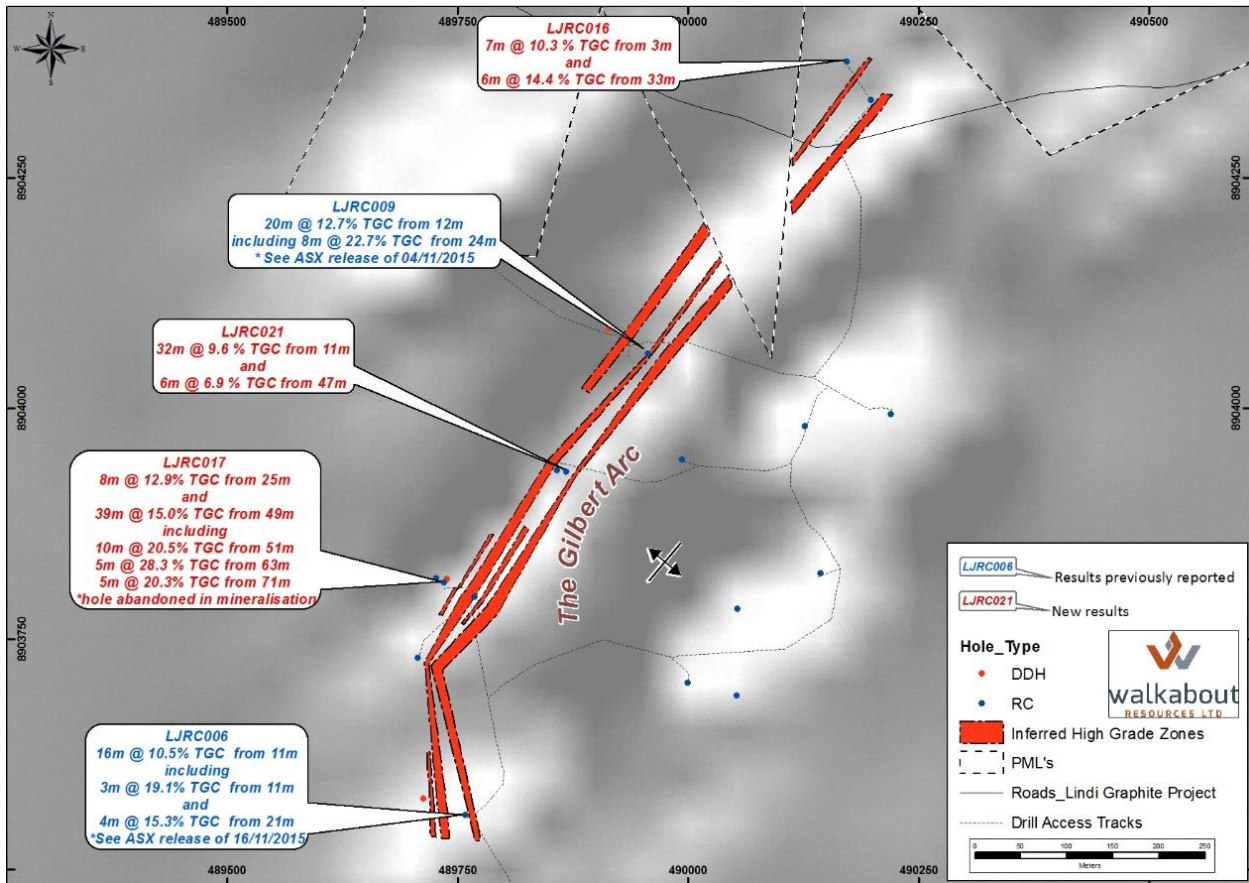 489500
489750
490000
490250
490500
N
W
E
S
LJRC016
7m @ 10.3 % TGC from 3m
and
6m @ 14.4 % TGC from 33m
8904250
8904250
LJRC009
20m @ 12.7% TGC from 12m
including 8m @ 22.7% TGC from 24m
* See ASX release of 04/11/2015
LJRC021
32m @ 9.6 % TGC from 11m
and
6m @ 6.9 % TGC from 47m
8904000
8904000
LJRC017
8m @ 12.9% TGC from 25m
and
39m @ 15.0% TGC from 49m
including
10m @ 20.5% TGC from 51m
5m @ 28.3 % TGC from 63m
5m @ 20.3% TGC from 71m
*hole abandoned in mineralisation
The Gilbert Arc
8903750
8903750
LJRC006
16m @ 10.5% TGC from 11m
including
3m @ 19.1% TGC from 11m
and
4m @ 15.3% TGC from 21m
*See ASX release of 16/11/2015
LJRC006
Results previously reported
LJRC021
New results
Hole_Type
DDH
RC
Inferred High Grade Zones
PML's
Roads_Lindi Graphite Project
Drill Access Tracks
walkabout
RESOURCES LTD
0 50 100 150 200 250
Meters
489500
489750
490000
490250
490500